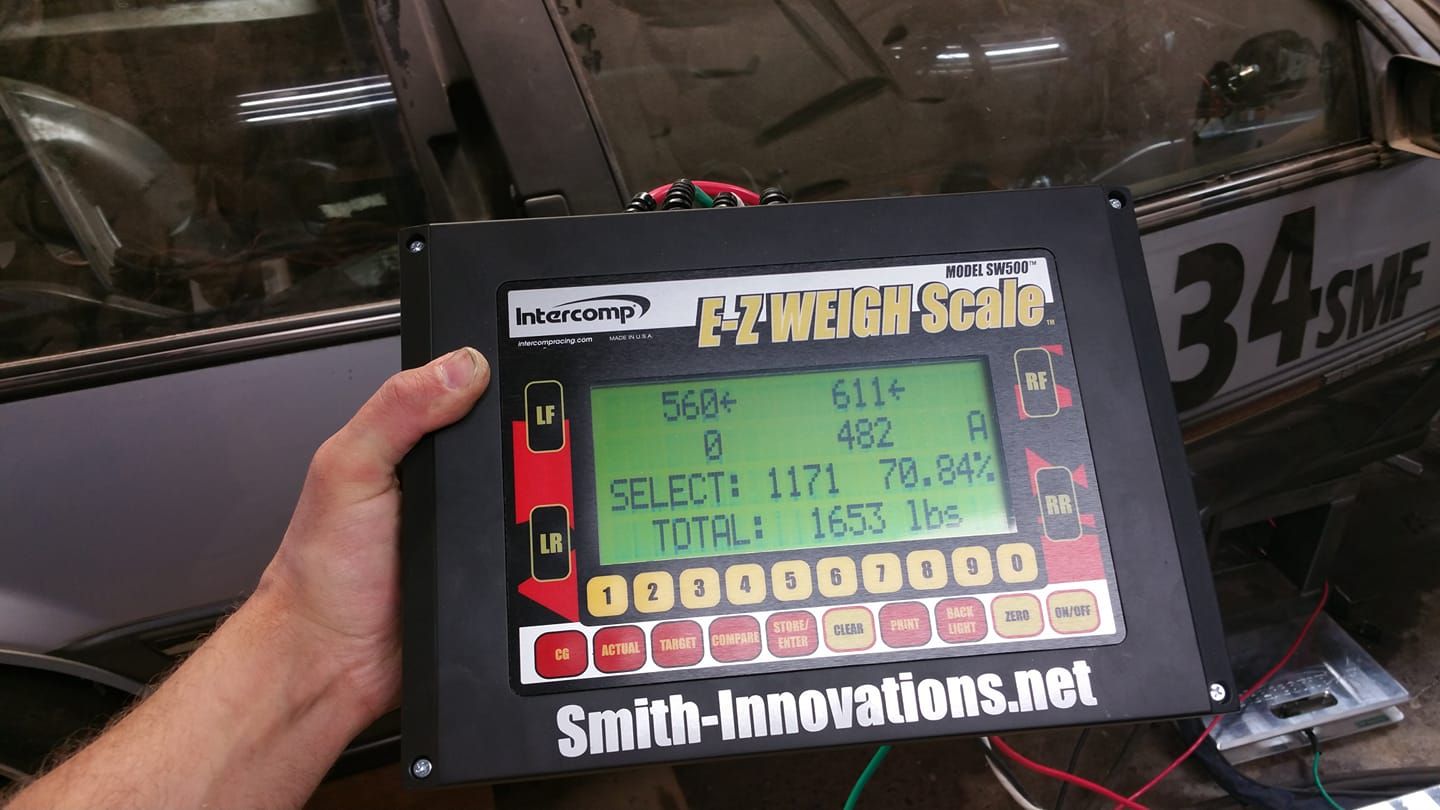 MODEL SW500™
Intercomp
E-Z WEIGH Scale™
intercompracing.com MADE IN U.S.A.
LF
RF
560← 611←
0 482 A
SELECT: 1171 70.84%
TOTAL: 1653 lbs
LR
RR
1 2 3 4 5 6 7 8 9 0
CG ACTUAL TARGET COMPARE STORE/ENTER CLEAR PRINT BACK LIGHT ZERO ON/OFF
Smith-Innovations.net
34SMF